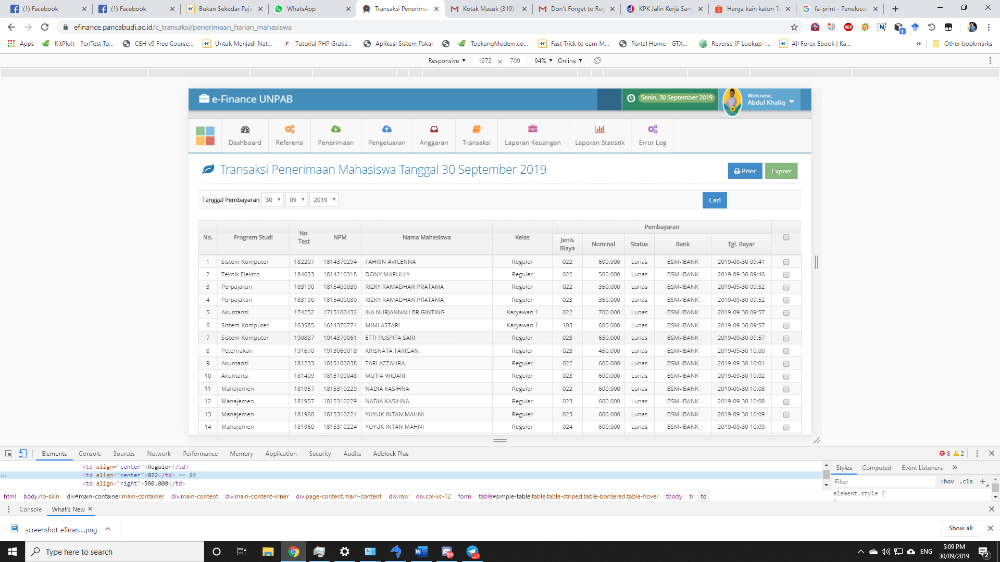 (1) Facebook
(1) Facebook
Bukan Sekedar Paja
WhatsApp
Transaksi Penerima
Kotak Masuk (319)
Don't Forget to Reg
KPK Jalin Kerja Sam
Harga kain katun Te
fa-print - Penelusur
efinance.pancabudi.ac.id/c_transaksi/penerimaan_harian_mahasiswa
Apps
KitPloit - PenTest To...
CEH v9 Free Course...
Untuk Menjadi Net...
Tutorial PHP Gratis...
Aplikasi Sistem Pakar
ToekangModem.co...
Fast Trick to earn M...
Portal Home - GTX...
Reverse IP Lookup -...
All Forex Ebook | Ka...
»
Other bookmarks
Responsive 1272 × 709 94% Online
e-Finance UNPAB
Senin, 30 September 2019
Welcome,
Abdul Khaliq
Dashboard
Referensi
Penerimaan
Pengeluaran
Anggaran
Transaksi
Laporan Keuangan
Laporan Statistik
Error Log
Transaksi Penerimaan Mahasiswa Tanggal 30 September 2019
Print
Export
Tanggal Pembayaran 30 09 2019
Cari
No. Program Studi No. Test NPM Nama Mahasiswa Kelas Pembayaran
Jenis Biaya Nominal Status Bank Tgl. Bayar
1 Sistem Komputer 182207 1814370294 FAHRIN AVICENNA Reguler 022 600.000 Lunas BSM-IBANK 2019-09-30 09:41
2 Teknik Elektro 184633 1814210318 DONY MARULLY Reguler 022 500.000 Lunas BSM-IBANK 2019-09-30 09:46
3 Perpajakan 183190 1815400030 RIZKY RAMADHAN PRATAMA Reguler 022 350.000 Lunas BSM-IBANK 2019-09-30 09:52
4 Perpajakan 183190 1815400030 RIZKY RAMADHAN PRATAMA Reguler 023 350.000 Lunas BSM-IBANK 2019-09-30 09:52
5 Akuntansi 174252 1715100432 IKA NURJANNAH BR GINTING Karyawan 1 022 700.000 Lunas BSM-IBANK 2019-09-30 09:57
6 Sistem Komputer 163585 1614370774 MIMI ASTARI Karyawan 1 103 600.000 Lunas BSM-IBANK 2019-09-30 09:57
7 Sistem Komputer 190887 1914370061 ETTI PUSPITA SARI Reguler 023 650.000 Lunas BSM-IBANK 2019-09-30 09:57
8 Peternakan 191670 1913060018 KRISNATA TARIGAN Reguler 023 450.000 Lunas BSM-IBANK 2019-09-30 10:00
9 Akuntansi 181233 1815100038 TARI AZZAHRA Reguler 022 600.000 Lunas BSM-IBANK 2019-09-30 10:01
10 Akuntansi 181409 1815100048 MUTIA WIDARI Reguler 023 600.000 Lunas BSM-IBANK 2019-09-30 10:02
11 Manajemen 181957 1815310229 NADIA KASIHNA Reguler 022 600.000 Lunas BSM-IBANK 2019-09-30 10:08
12 Manajemen 181957 1815310229 NADIA KASIHNA Reguler 023 600.000 Lunas BSM-IBANK 2019-09-30 10:08
13 Manajemen 181960 1815310224 YUYUK INTAN MAHNI Reguler 023 600.000 Lunas BSM-IBANK 2019-09-30 10:09
14 Manajemen 181960 1815310224 YUYUK INTAN MAHNI Reguler 024 600.000 Lunas BSM-IBANK 2019-09-30 10:09
Elements Console Sources Network Performance Memory Application Security Audits Adblock Plus
8 2
<td align="center">Reguler</td>
... <td align="center">022</td> == $0
<td align="right">500.000</td>
Styles Computed Event Listeners »
Filter :hov .cls +
element.style {
html body.no-skin div#main-container.main-container div.main-content div.main-content-inner div.page-content.main-content div.row div.col-xs-12 form table#simple-table.table.table-striped.table-bordered.table-hover tbody tr td
Console What's New
screenshot-efinan....png
Show all
Type here to search
9+
27
ENG
5:09 PM
30/09/2019
2